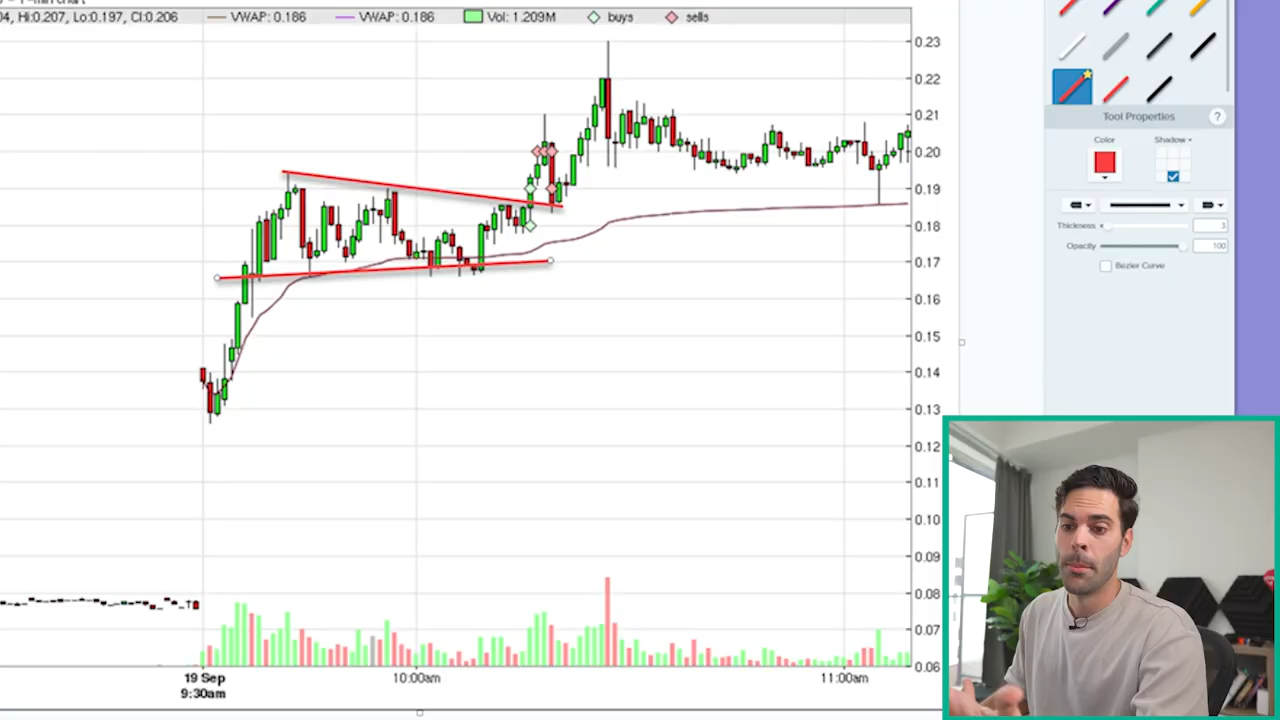 04, Hi:0.207, Lo:0.197, Cl:0.206 VWAP: 0.186 VWAP: 0.186 Vol: 1.209M buys sells
0.23
0.22
0.21
0.20
0.19
0.18
0.17
0.16
0.15
0.14
0.13
0.12
0.11
0.10
0.09
0.08
0.07
0.06
19 Sep
9:30am
10:00am
11:00am
Tool Properties ?
Color Shadow
Thickness 3
Opacity 100
Bezier Curve